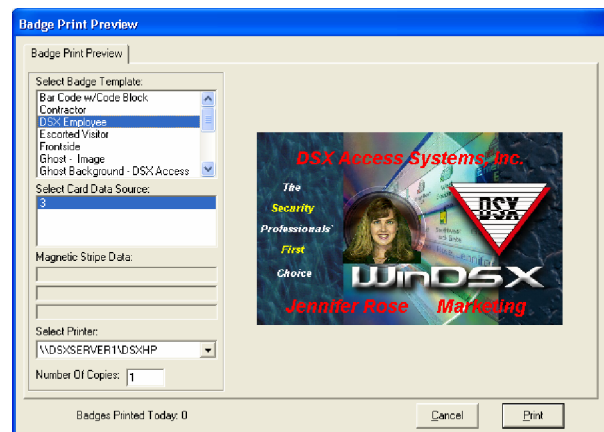 Badge Print Preview
Badge Print Preview
Select Badge Template:
Bar Code w/Code Block
Contractor
DSX Employee
Escorted Visitor
Frontside
Ghost - Image
Ghost Background - DSX Access
Select Card Data Source:
3
Magnetic Stripe Data:
Select Printer:
\\DSXSERVER1\DSXHP
Number Of Copies: 1
Badges Printed Today: 0
DSX Access Systems, Inc.
The
Security
Professionals'
First
Choice
DSX
WinDSX
Jennifer Rose Marketing
Cancel
Print